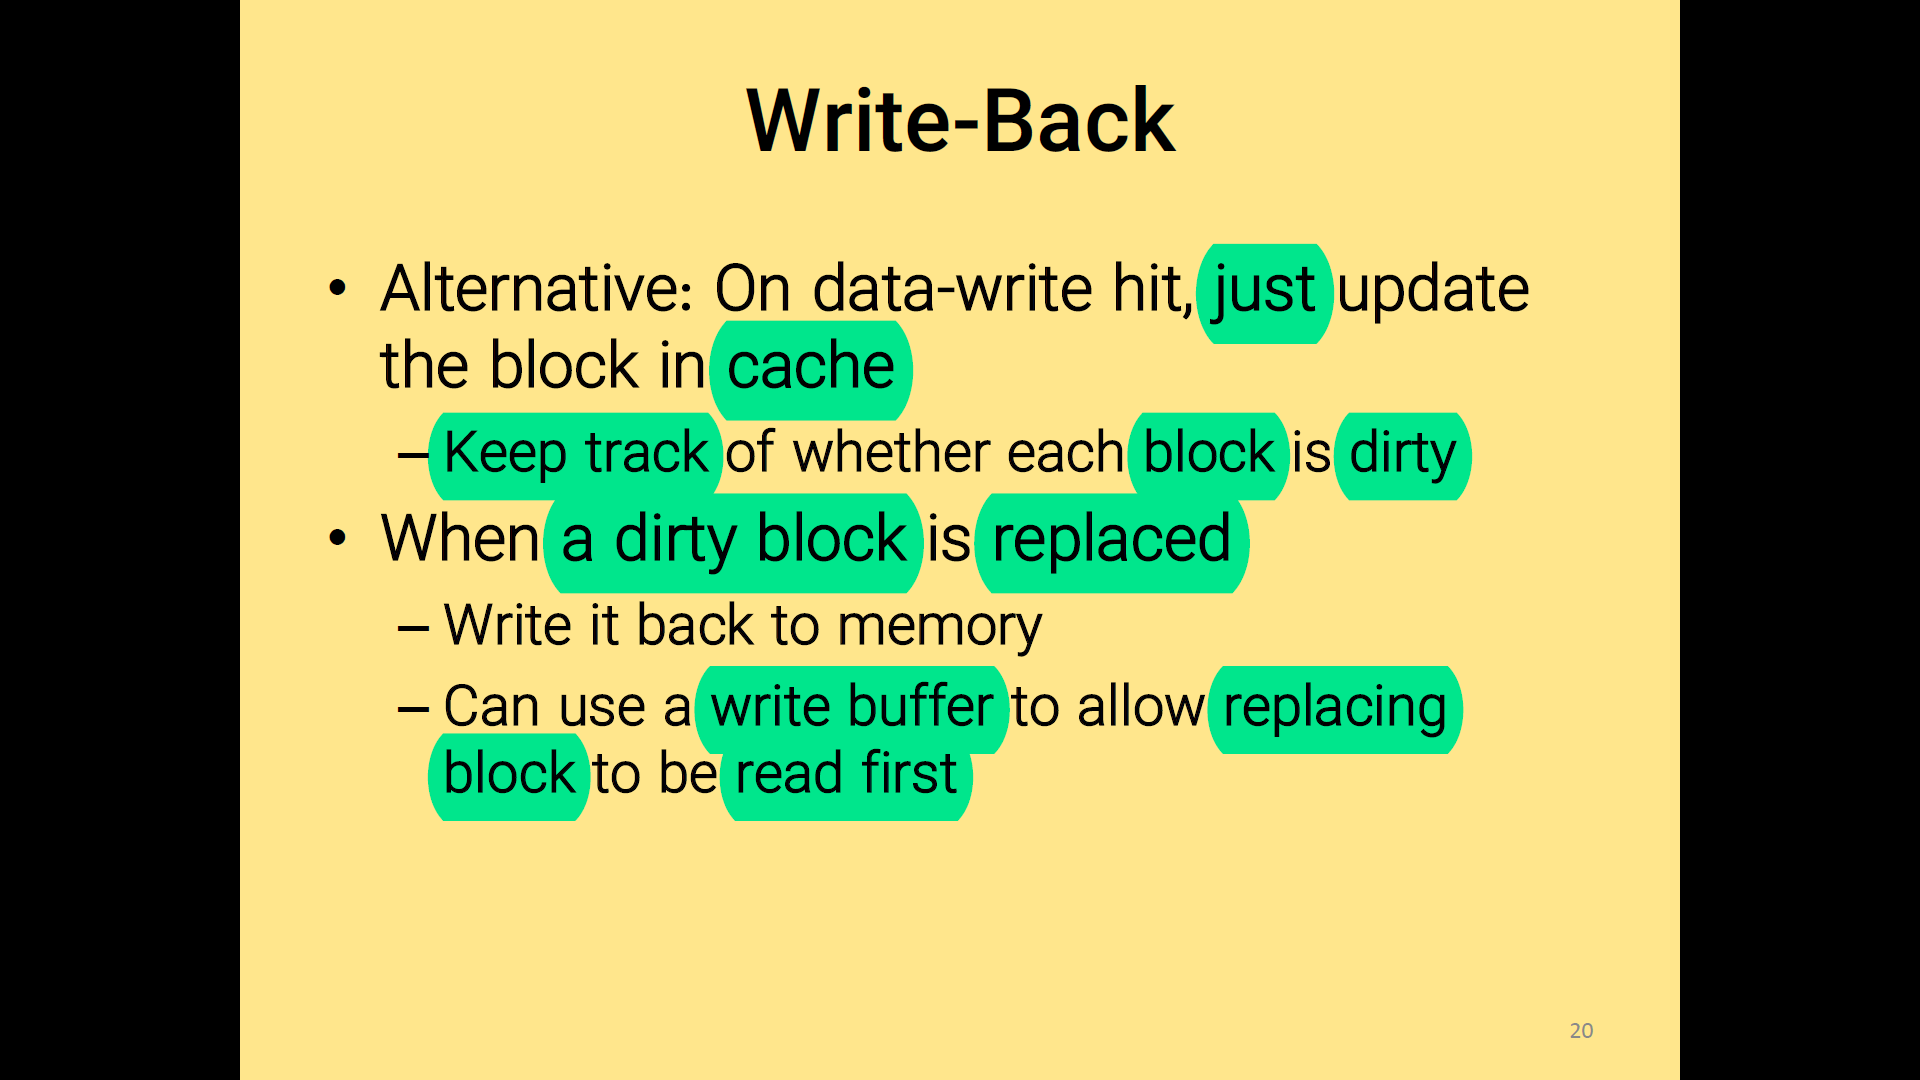 Write-Back
• Alternative: On data-write hit, just update
the block in cache
– Keep track of whether each block is dirty
• When a dirty block is replaced
– Write it back to memory
– Can use a write buffer to allow replacing
block to be read first
20